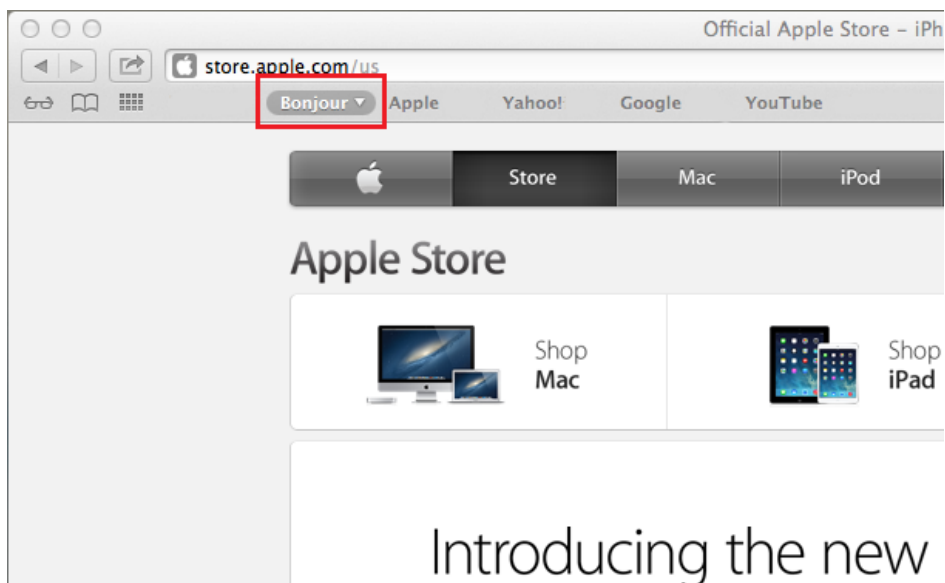 Official Apple Store – iPh
store.apple.com/us
Bonjour Apple Yahoo! Google YouTube
Store Mac iPod
Apple Store
Shop Shop
Mac iPad
Introducing the new